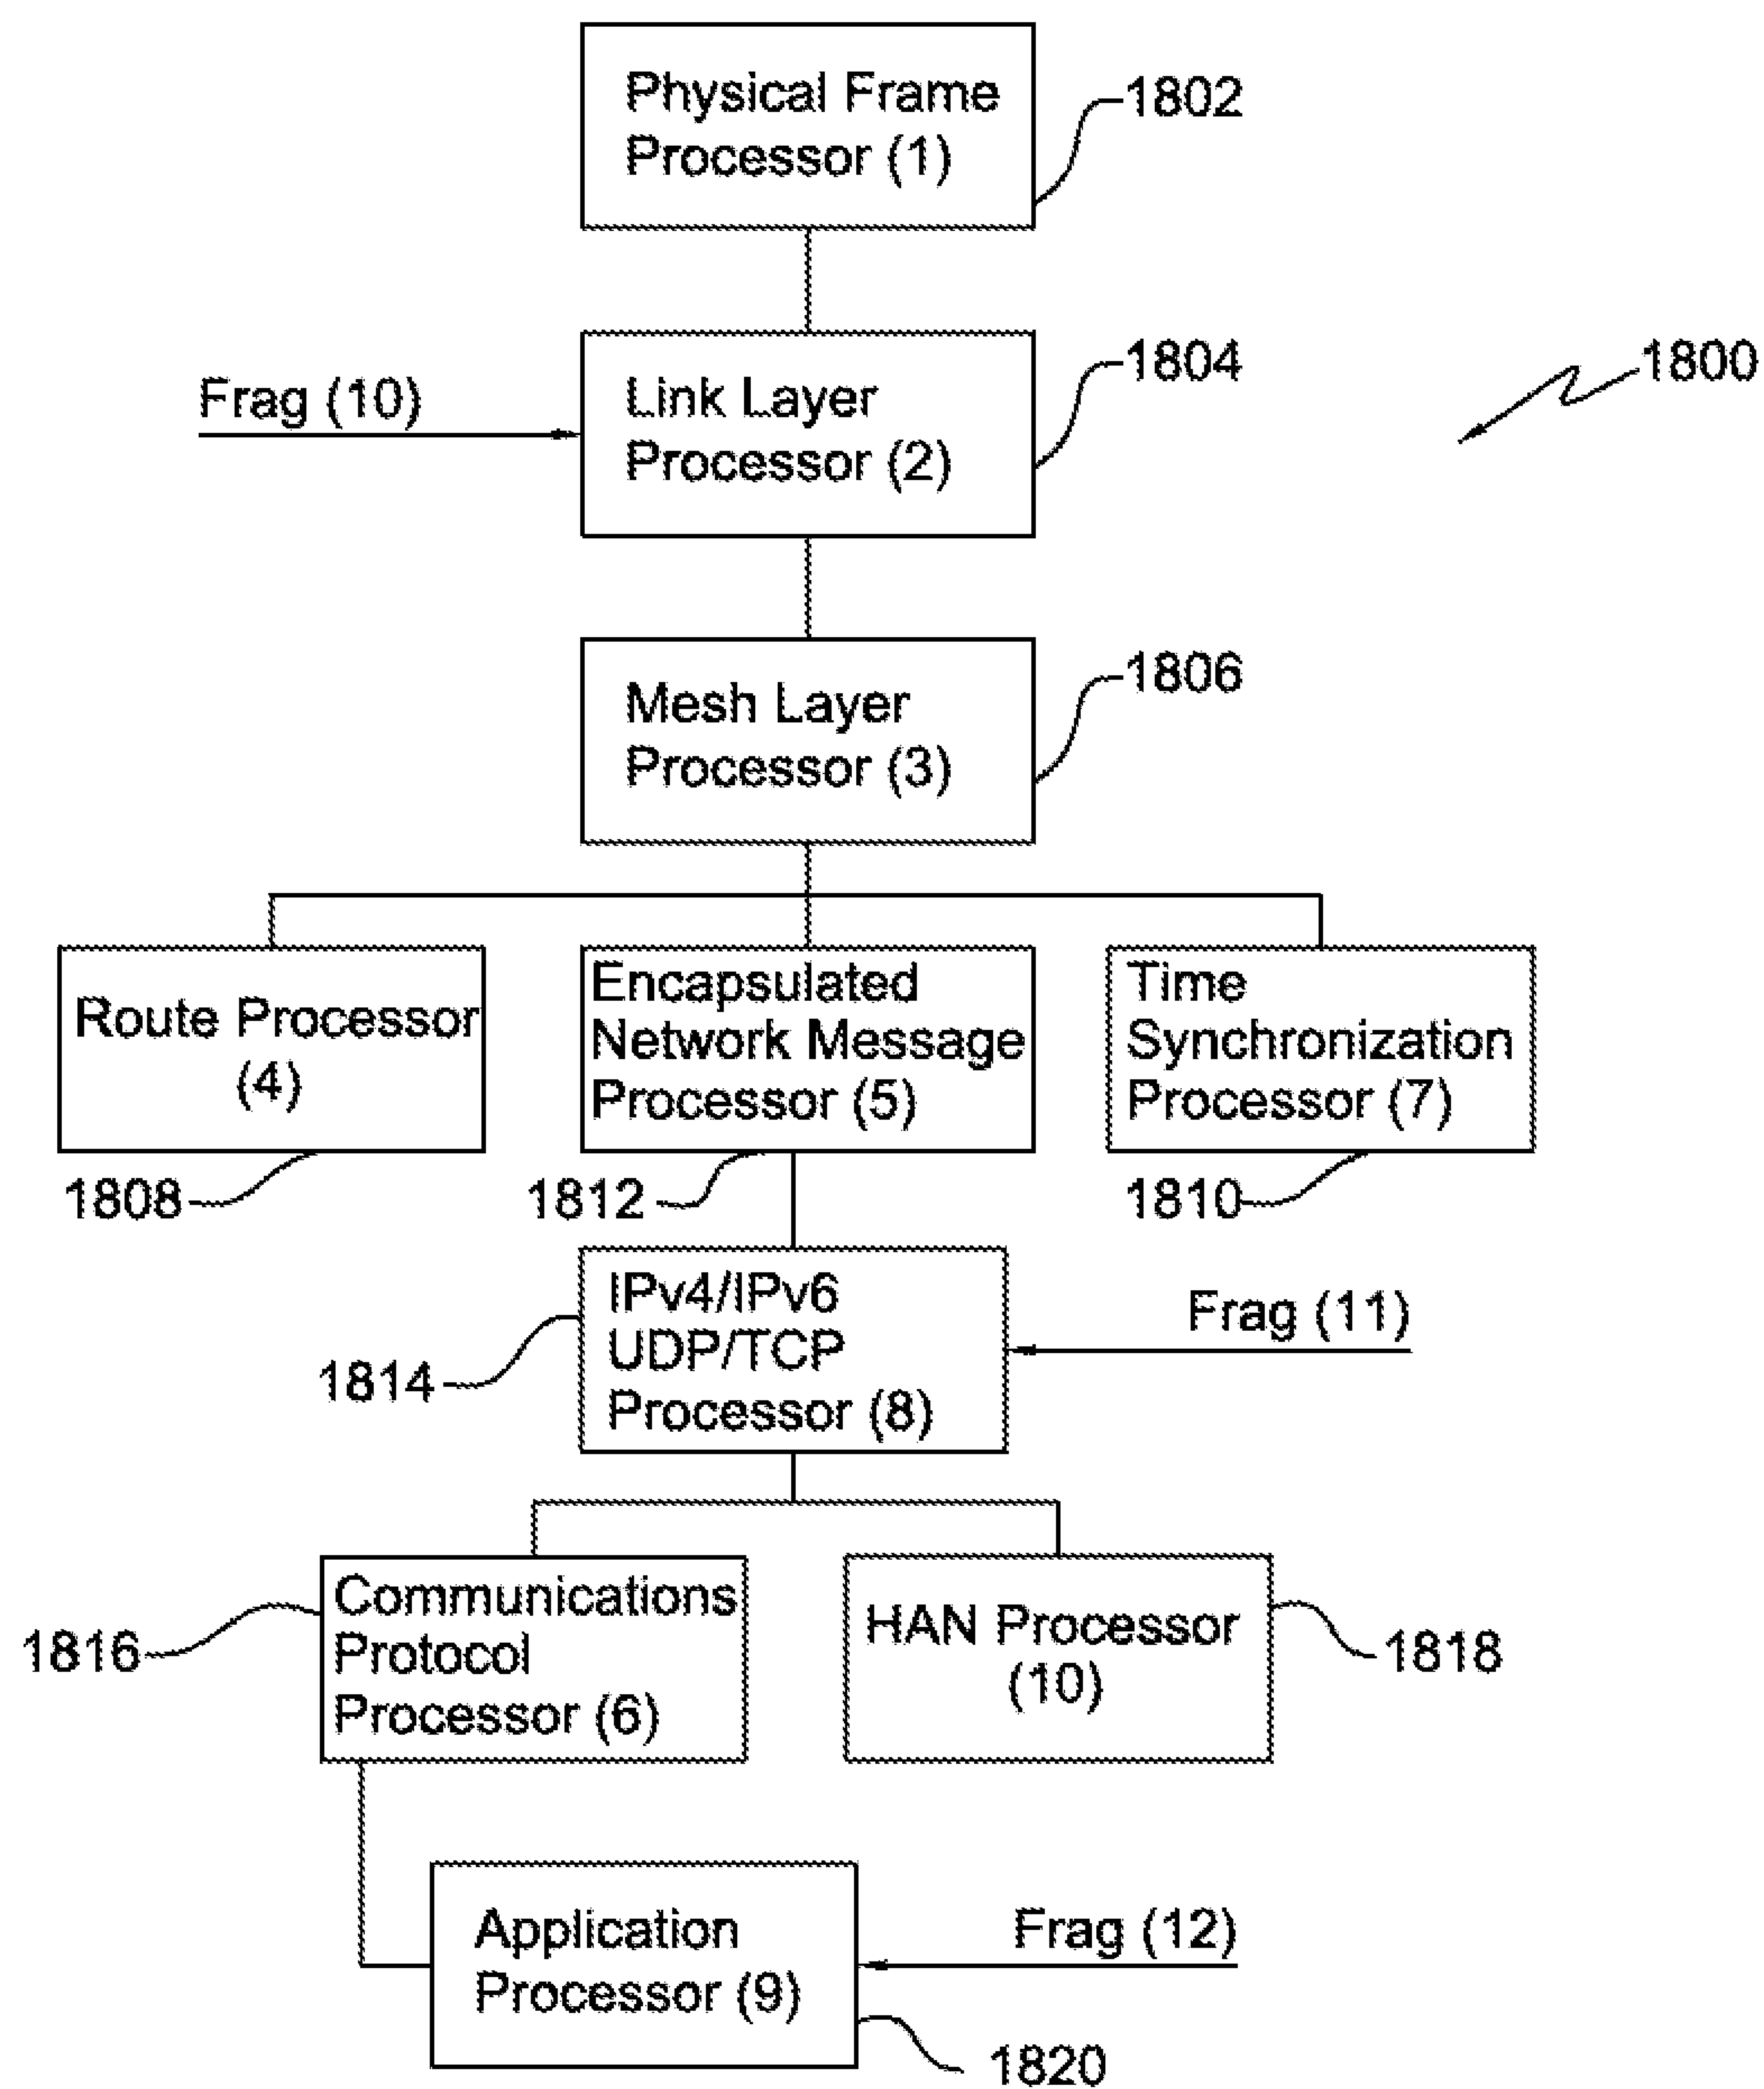 Physical Frame
Processor (1)
1802
Frag (10)
Link Layer
Processor (2)
1804
1800
Mesh Layer
Processor (3)
1806
Route Processor
(4)
1808
Encapsulated
Network Message
Processor (5)
1812
Time
Synchronization
Processor (7)
1810
IPv4/IPv6
UDP/TCP
Processor (8)
1814
Frag (11)
Communications
Protocol
Processor (6)
1816
HAN Processor
(10)
1818
Application
Processor (9)
Frag (12)
1820